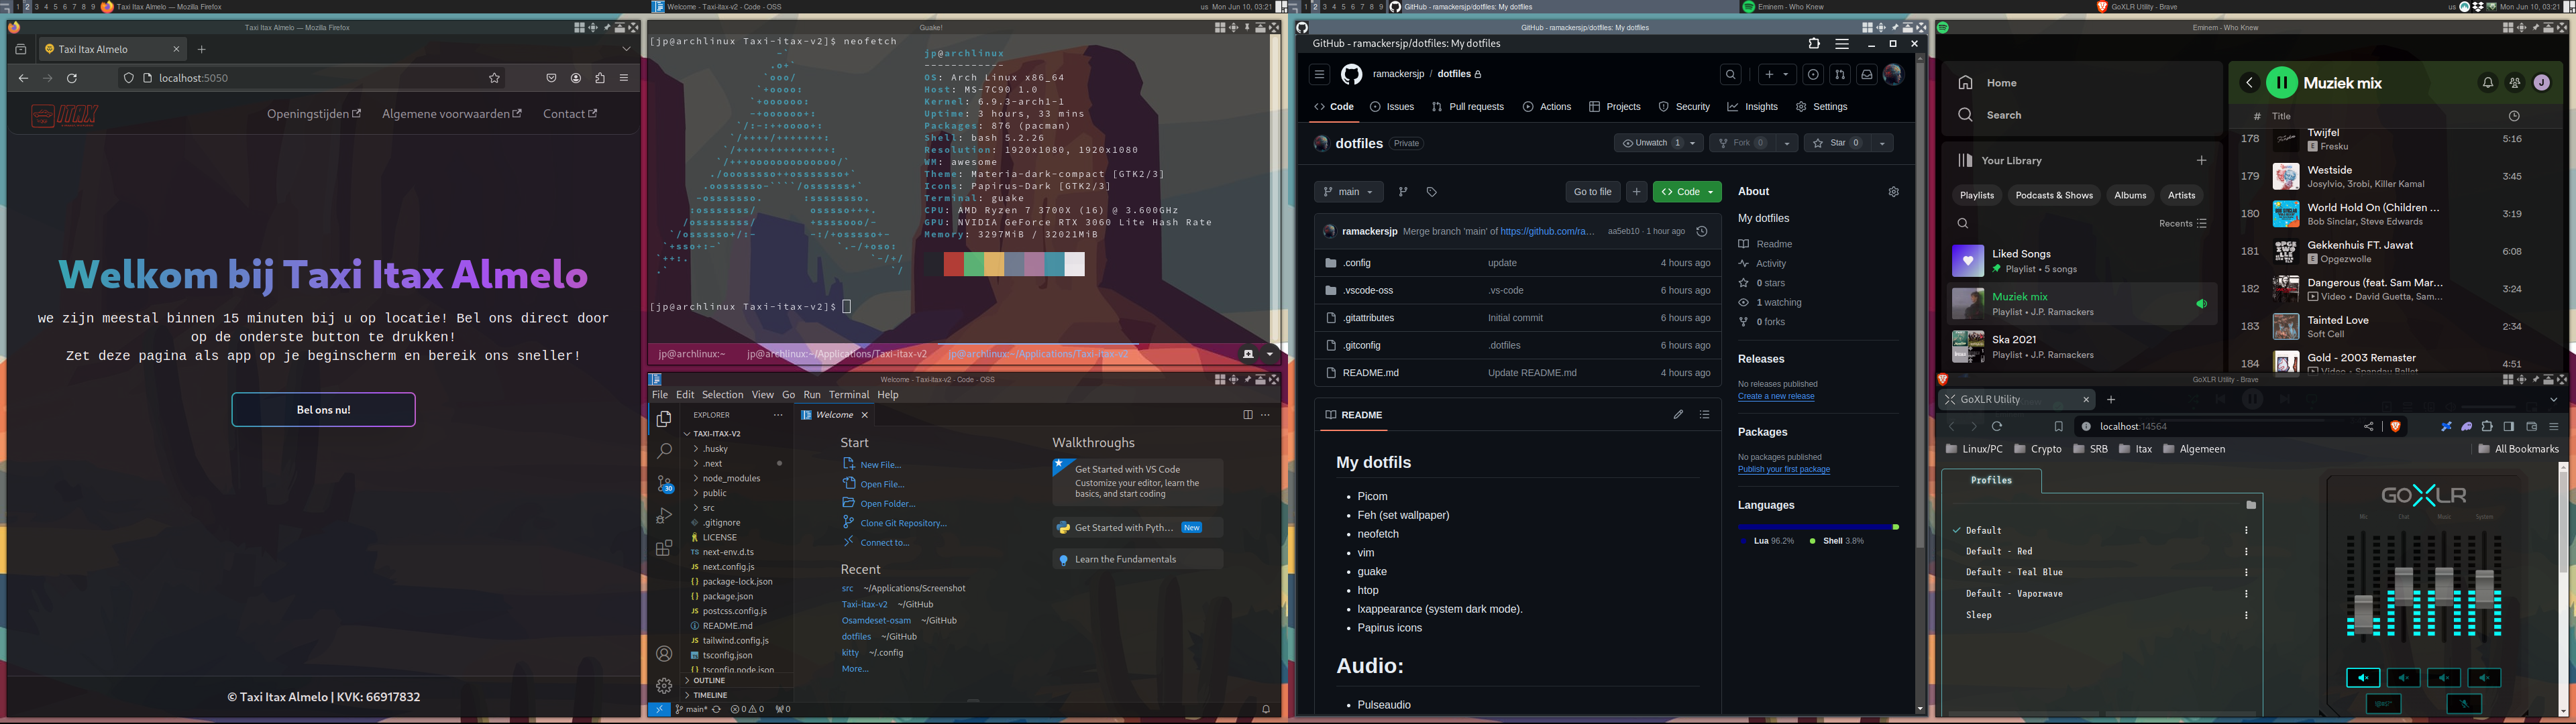 1 2 3 4 5 6 7 8 9 Taxi Itax Almelo — Mozilla Firefox
Welcome - Taxi-itax-v2 - Code - OSS
us Mon Jun 10, 03:21
1 2 3 4 5 6 7 8 9 GitHub - ramackersjp/dotfiles: My dotfiles
Eminem - Who Knew
GoXLR Utility - Brave
us Mon Jun 10, 03:21
Taxi Itax Almelo — Mozilla Firefox
Taxi Itax Almelo
localhost:5050
ITAX
Openingstijden
Algemene voorwaarden
Contact
Welkom bij Taxi Itax Almelo
we zijn meestal binnen 15 minuten bij u op locatie! Bel ons direct door
op de onderste button te drukken!
Zet deze pagina als app op je beginscherm en bereik ons sneller!
Bel ons nu!
© Taxi Itax Almelo | KVK: 66917832
Guake!
[jp@archlinux Taxi-itax-v2]$ neofetch
jp@archlinux
------------
OS: Arch Linux x86_64
Host: MS-7C90 1.0
Kernel: 6.9.3-arch1-1
Uptime: 3 hours, 33 mins
Packages: 876 (pacman)
Shell: bash 5.2.26
Resolution: 1920x1080, 1920x1080
WM: awesome
Theme: Materia-dark-compact [GTK2/3]
Icons: Papirus-Dark [GTK2/3]
Terminal: guake
CPU: AMD Ryzen 7 3700X (16) @ 3.600GHz
GPU: NVIDIA GeForce RTX 3060 Lite Hash Rate
Memory: 3297MiB / 32021MiB
[jp@archlinux Taxi-itax-v2]$
jp@archlinux:~
jp@archlinux:~/Applications/Taxi-itax-v2
jp@archlinux:~/Applications/Taxi-itax-v2
Welcome - Taxi-itax-v2 - Code - OSS
File Edit Selection View Go Run Terminal Help
EXPLORER
Welcome
TAXI-ITAX-V2
.husky
.next
node_modules
public
src
.gitignore
LICENSE
next-env.d.ts
next.config.js
package-lock.json
package.json
postcss.config.js
README.md
tailwind.config.js
tsconfig.json
tsconfig.node.json
OUTLINE
TIMELINE
30
Start
New File...
Open File...
Open Folder...
Clone Git Repository...
Connect to...
Recent
src ~/Applications/Screenshot
Taxi-itax-v2 ~/GitHub
Osamdeset-osam ~/GitHub
dotfiles ~/GitHub
kitty ~/.config
More...
Walkthroughs
Get Started with VS Code
Customize your editor, learn the
basics, and start coding
Get Started with Pyth... New
Learn the Fundamentals
main* 0 0 0
GitHub - ramackersjp/dotfiles: My dotfiles
GitHub - ramackersjp/dotfiles: My dotfiles
ramackersjp / dotfiles
Code Issues Pull requests Actions Projects Security Insights Settings
dotfiles Private
Unwatch 1
Fork 0
Star 0
main
Go to file
Code
ramackersjp Merge branch 'main' of https://github.com/ra... aa5eb10 · 1 hour ago
.config update 4 hours ago
.vscode-oss .vs-code 6 hours ago
.gitattributes Initial commit 6 hours ago
.gitconfig .dotfiles 6 hours ago
README.md Update README.md 4 hours ago
README
My dotfils
Picom
Feh (set wallpaper)
neofetch
vim
guake
htop
lxappearance (system dark mode).
Papirus icons
Audio:
Pulseaudio
About
My dotfiles
Readme
Activity
0 stars
1 watching
0 forks
Releases
No releases published
Create a new release
Packages
No packages published
Publish your first package
Languages
Lua 96.2% Shell 3.8%
Eminem - Who Knew
Home
Search
Your Library
Playlists Podcasts & Shows Albums Artists
Recents
Liked Songs
Playlist • 5 songs
Muziek mix
Playlist • J.P. Ramackers
Ska 2021
Playlist • J.P. Ramackers
Muziek mix
J
# Title
178 Twijfel 5:16
E Fresku
179 Westside 3:45
Josylvio, 3robi, Killer Kamal
180 World Hold On (Children ... 3:19
Bob Sinclar, Steve Edwards
181 Gekkenhuis FT. Jawat 6:08
E Opgezwolle
182 Dangerous (feat. Sam Mar... 3:24
Video • David Guetta, Sam...
183 Tainted Love 2:34
Soft Cell
184 Gold - 2003 Remaster 4:51
Video • Spandau Ballet
GoXLR Utility - Brave
GoXLR Utility
localhost:14564
Linux/PC Crypto SRB Itax Algemeen
All Bookmarks
Profiles
Default
Default - Red
Default - Teal Blue
Default - Vaporwave
Sleep
GOXLR
Mic Chat Music System